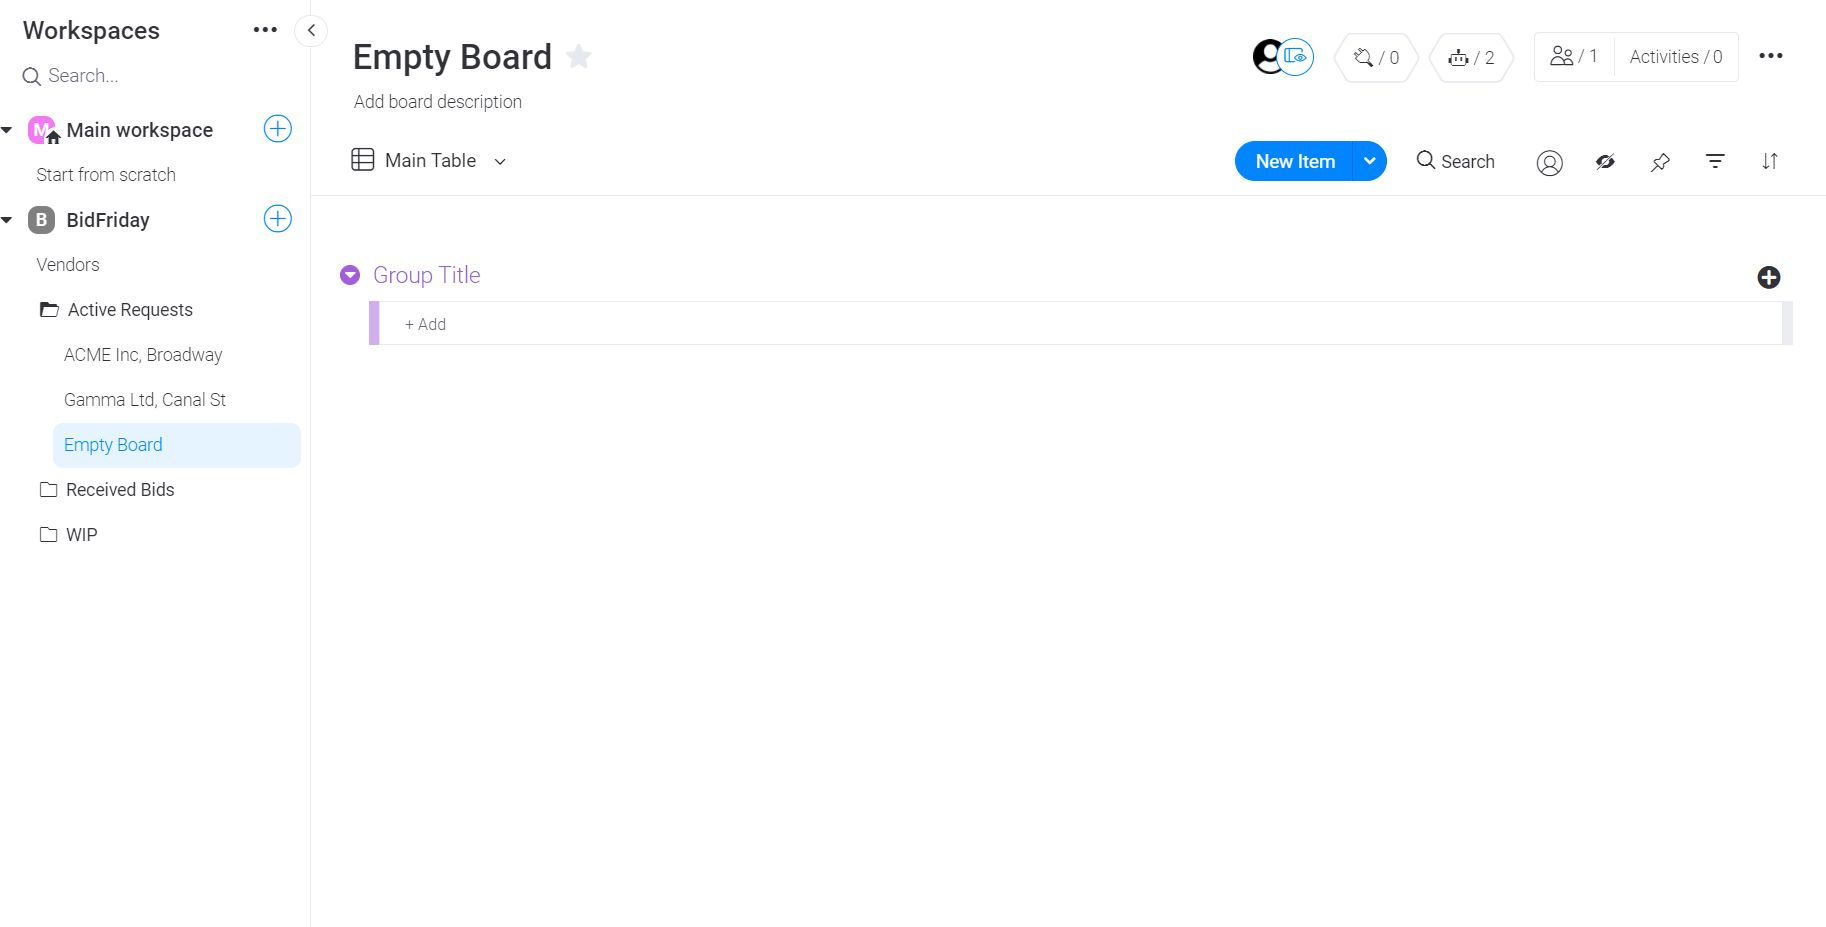 Workspaces
Search...
M Main workspace
Start from scratch
B BidFriday
Vendors
Active Requests
ACME Inc, Broadway
Gamma Ltd, Canal St
Empty Board
Received Bids
WIP
Empty Board
/ 0
/ 2
/ 1
Activities / 0
Add board description
Main Table
New Item
Search
Group Title
+ Add